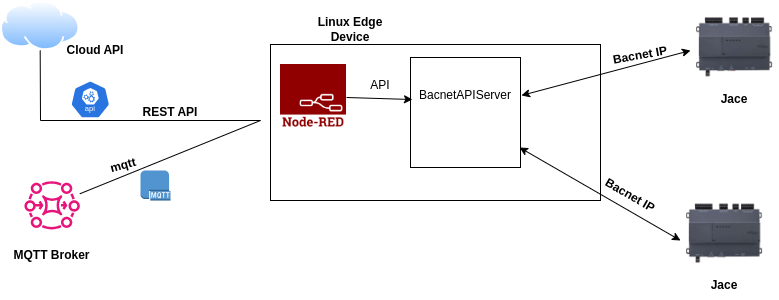 Linux Edge
Device
Cloud API
Bacnet IP
API
BacnetAPIServer
api
Jace
REST API
Node-RED
mqtt
MQTT
Bacnet IP
MQTT Broker
Jace